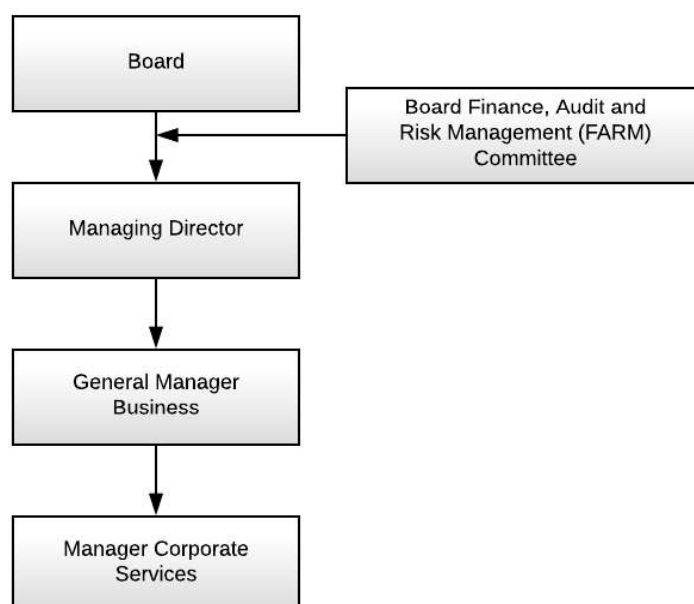 Board
Board Finance, Audit and
Risk Management (FARM)
Committee
Managing Director
General Manager
Business
Manager Corporate
Services